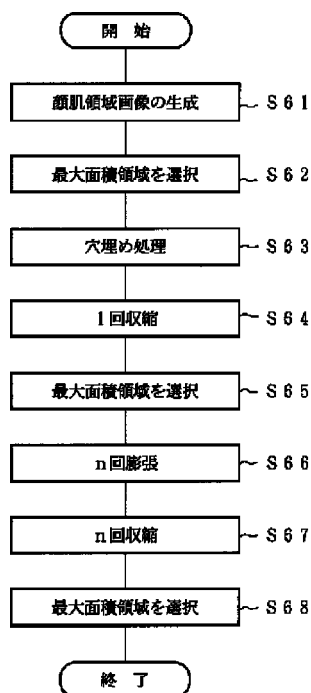 開 始
顔肌領域画像の生成 S61
最大面積領域を選択 S62
穴埋め処理 S63
1回収縮 S64
最大面積領域を選択 S65
n回膨張 S66
n回収縮 S67
最大面積領域を選択 S68
終 了